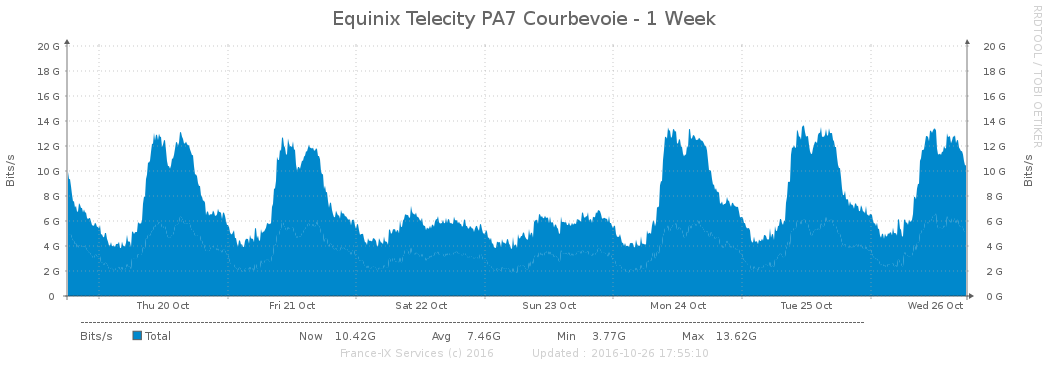 Equinix Telecity PA7 Courbevoie - 1 Week
RRDTOOL / TOBI OETIKER
Bits/s
Bits/s
20 G 20 G
18 G 18 G
16 G 16 G
14 G 14 G
12 G 12 G
10 G 10 G
8 G 8 G
6 G 6 G
4 G 4 G
2 G 2 G
0 0 G
Thu 20 Oct Fri 21 Oct Sat 22 Oct Sun 23 Oct Mon 24 Oct Tue 25 Oct Wed 26 Oct
Bits/s Total Now 10.42G Avg 7.46G Min 3.77G Max 13.62G
France-IX Services (c) 2016 Updated : 2016-10-26 17:55:10